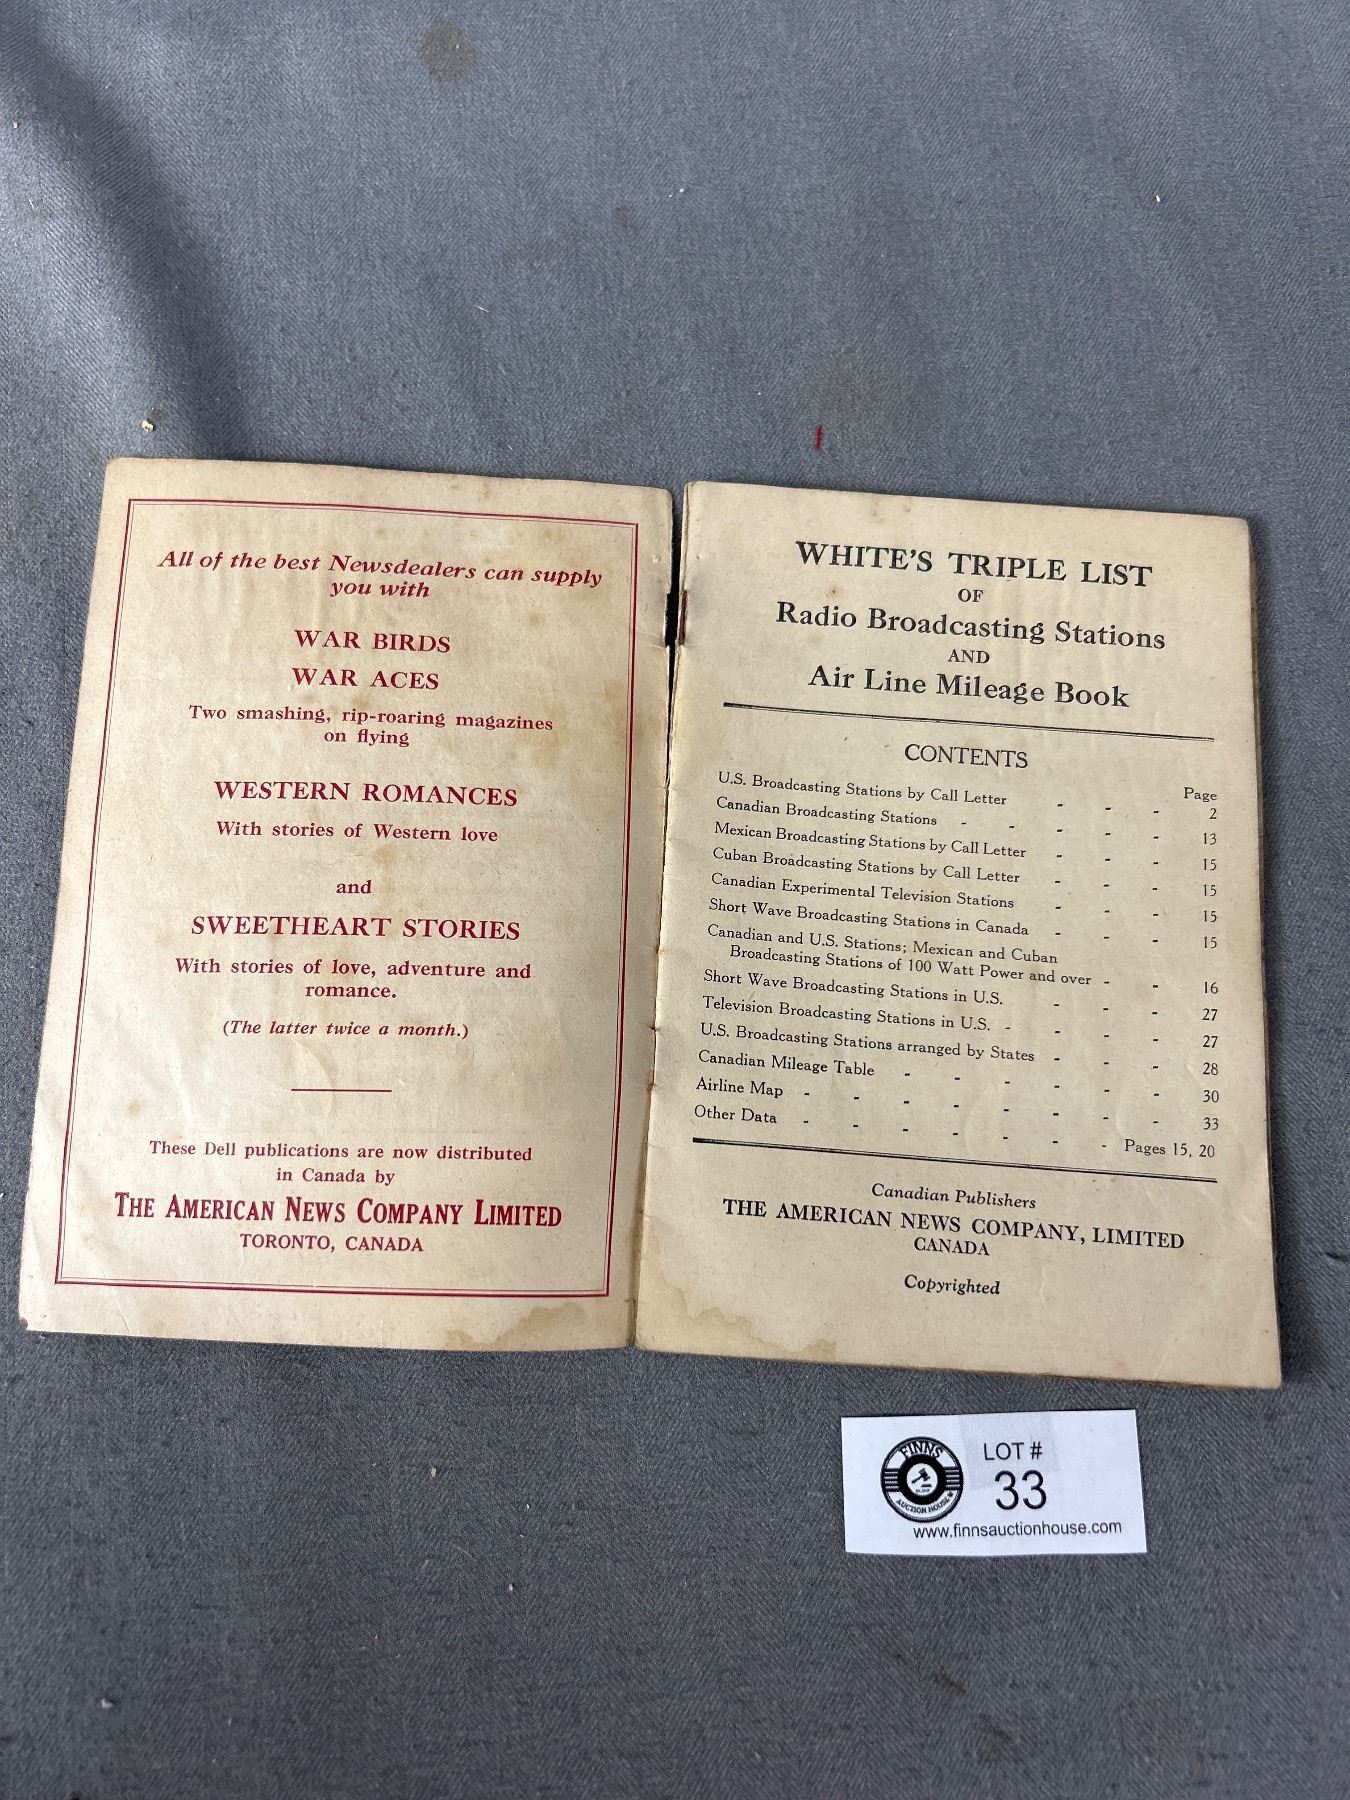 All of the best Newsdealers can supply
you with
WAR BIRDS
WAR ACES
Two smashing, rip-roaring magazines
on flying
WESTERN ROMANCES
With stories of Western love
and
SWEETHEART STORIES
With stories of love, adventure and
romance.
(The latter twice a month.)
These Dell publications are now distributed
in Canada by
THE AMERICAN NEWS COMPANY LIMITED
TORONTO, CANADA
WHITE'S TRIPLE LIST
OF
Radio Broadcasting Stations
AND
Air Line Mileage Book
CONTENTS
Page
U.S. Broadcasting Stations by Call Letter - - - 2
Canadian Broadcasting Stations - - - - - 13
Mexican Broadcasting Stations by Call Letter - - - 15
Cuban Broadcasting Stations by Call Letter - - - 15
Canadian Experimental Television Stations - - - 15
Short Wave Broadcasting Stations in Canada - - - 15
Canadian and U.S. Stations; Mexican and Cuban
Broadcasting Stations of 100 Watt Power and over - - 16
Short Wave Broadcasting Stations in U.S. - - - 27
Television Broadcasting Stations in U.S. - - - - 27
U.S. Broadcasting Stations arranged by States - - - 28
Canadian Mileage Table - - - - - - 30
Airline Map - - - - - - - - 33
Other Data - - - - - - - Pages 15, 20
Canadian Publishers
THE AMERICAN NEWS COMPANY, LIMITED
CANADA
Copyrighted
FINNS
AUCTION HOUSE
LOT #
33
www.finnsauctionhouse.com